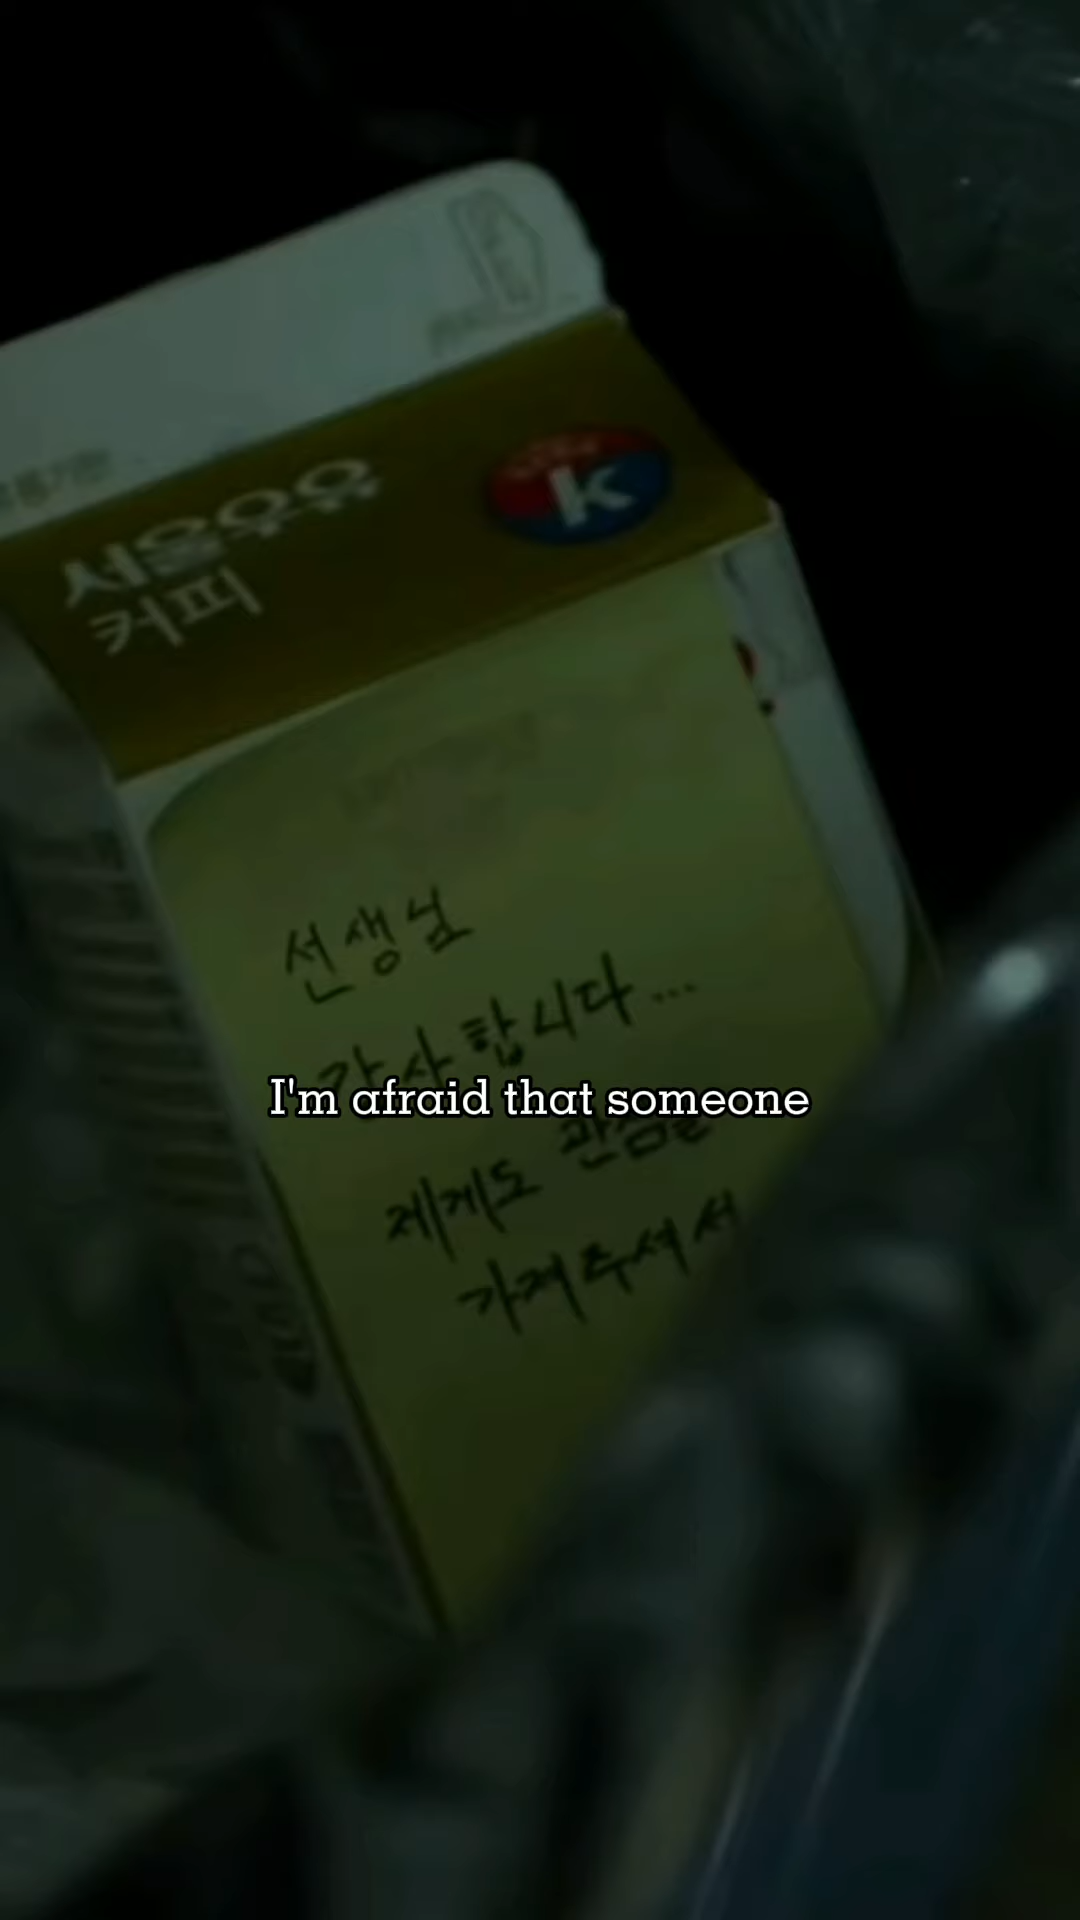 서울우유
커피
K
선생님
감사합니다...
I'm afraid that someone
제게도 관심을
가져주셔서